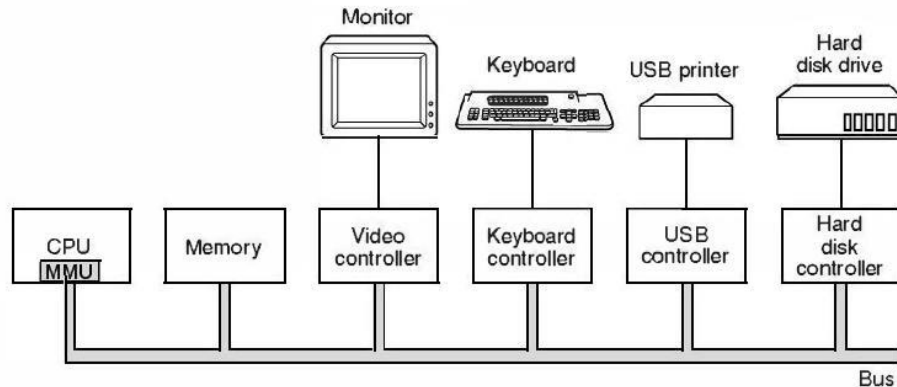 Monitor
Keyboard
USB printer
Hard
disk drive
CPU
MMU
Memory
Video
controller
Keyboard
controller
USB
controller
Hard
disk
controller
Bus